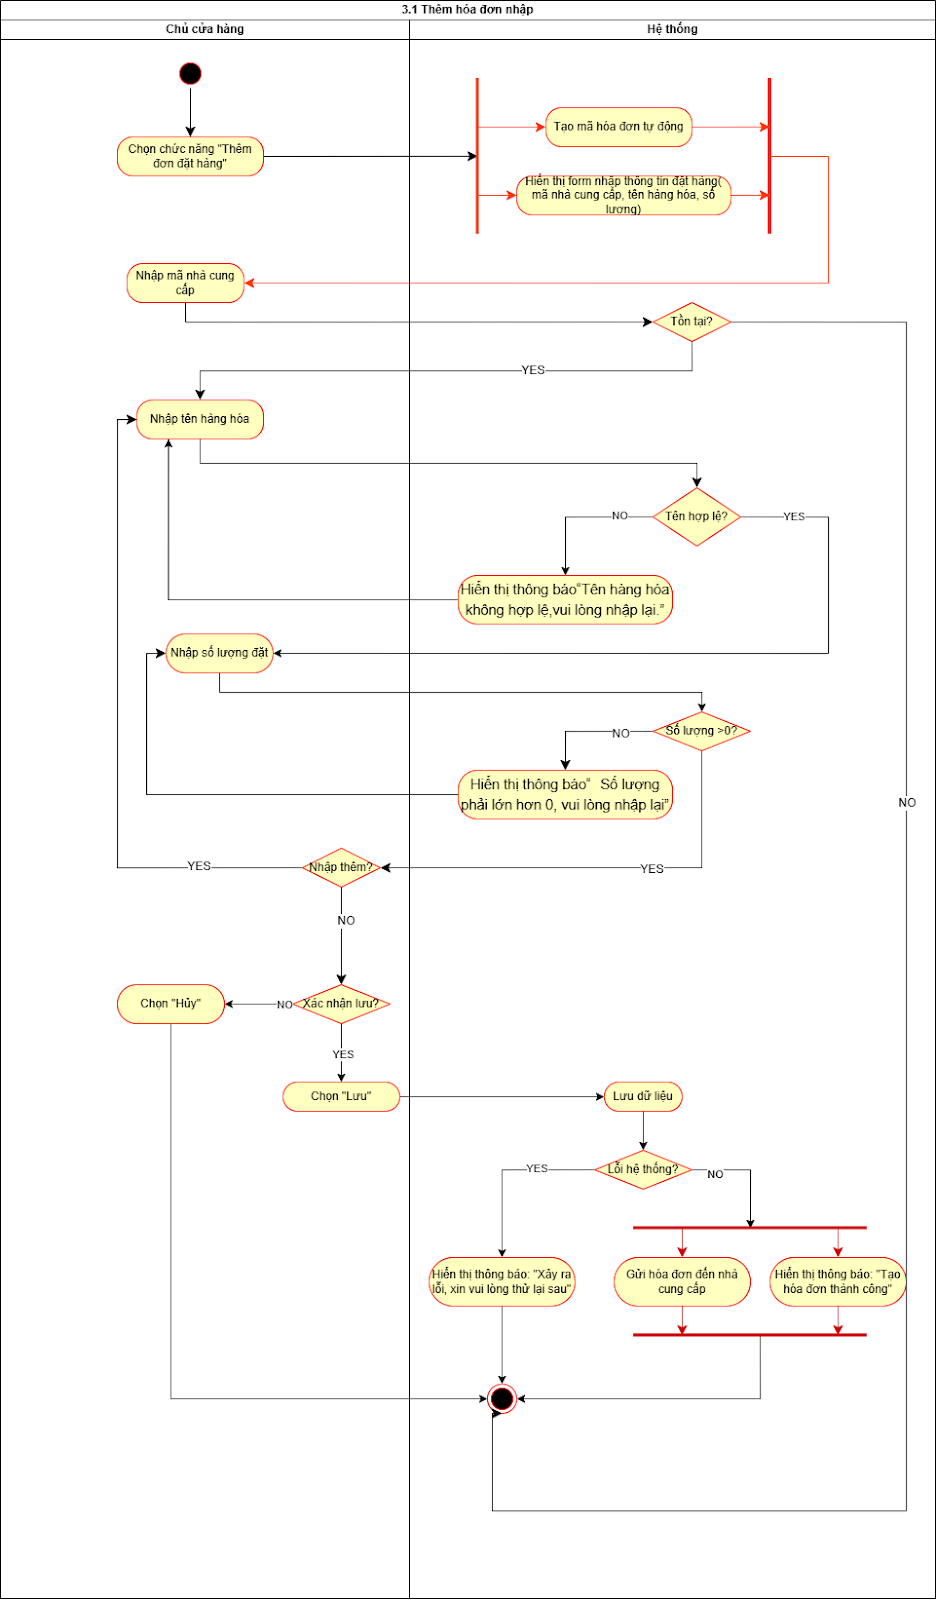 3.1 Thêm hóa đơn nhập
Chủ cửa hàng
Hệ thống
Tạo mã hóa đơn tự động
Chọn chức năng "Thêm
đơn đặt hàng"
Hiển thị form nhập thông tin đặt hàng(
mã nhà cung cấp, tên hàng hóa, số
lượng)
Nhập mã nhà cung
cấp
Tồn tại?
YES
Nhập tên hàng hóa
NO
Tên hợp lệ?
YES
Hiển thị thông báo“Tên hàng hóa
không hợp lệ,vui lòng nhập lại.”
Nhập số lượng đặt
NO
Số lượng >0?
Hiển thị thông báo“ Số lượng
phải lớn hơn 0, vui lòng nhập lại”
NO
YES
Nhập thêm?
YES
NO
Chọn "Hủy"
NO
Xác nhận lưu?
YES
Chọn "Lưu"
Lưu dữ liệu
YES
Lỗi hệ thống?
NO
Hiển thị thông báo: "Xảy ra
lỗi, xin vui lòng thử lại sau"
Gửi hóa đơn đến nhà
cung cấp
Hiển thị thông báo: "Tạo
hóa đơn thành công"